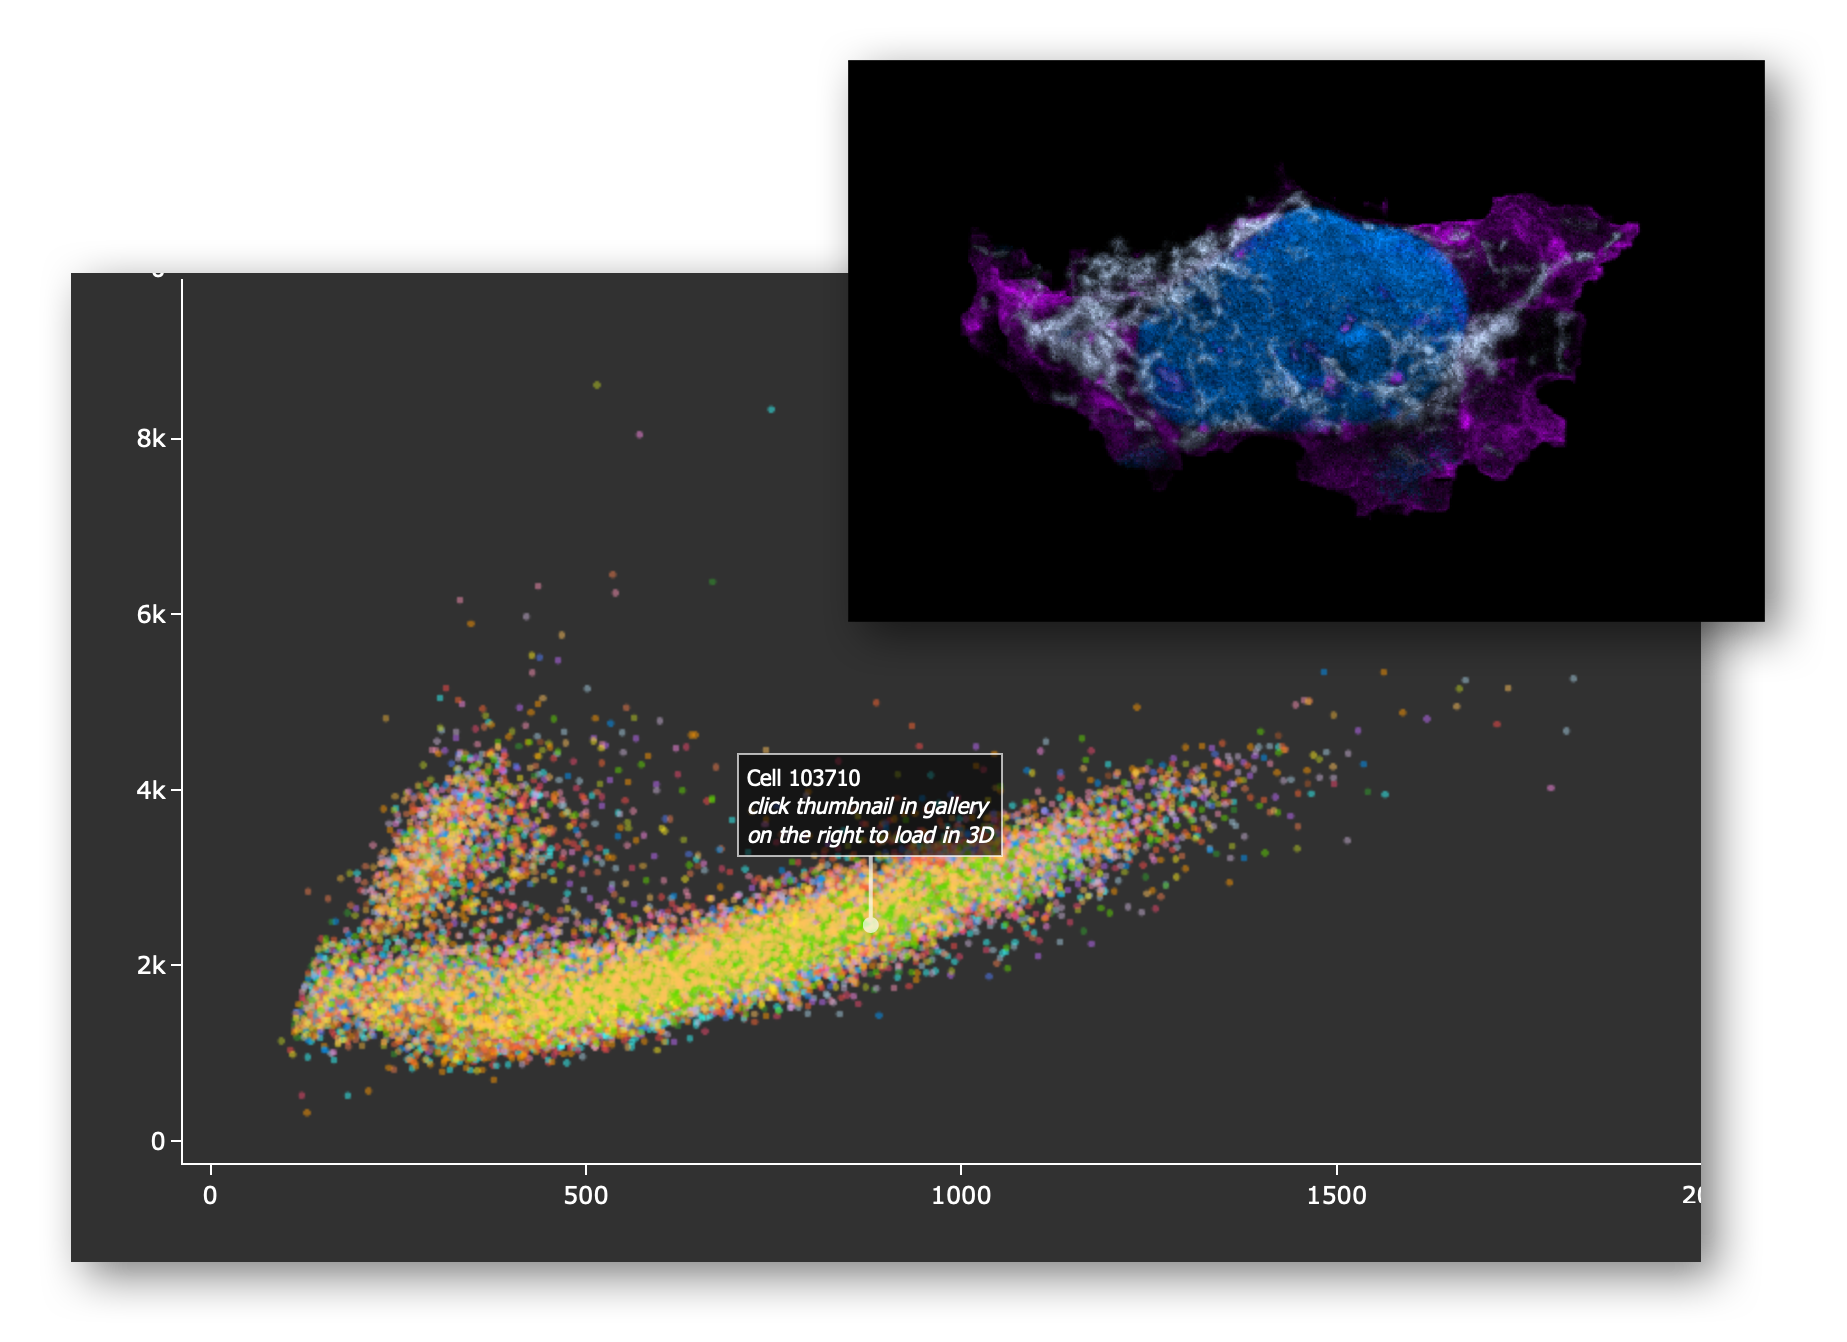 8k
6k
4k
2k
0
0 500 1000 1500
Cell 103710
click thumbnail in gallery
on the right to load in 3D